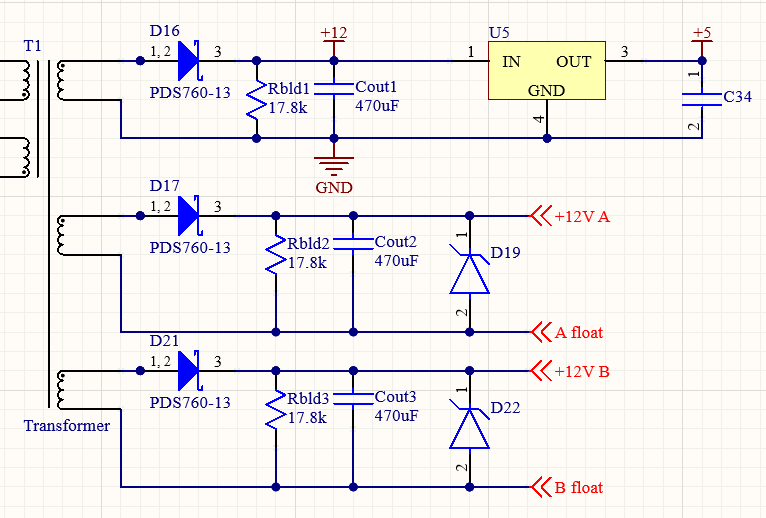 T1
D16
1, 2
3
PDS760-13
+12
Rbld1
17.8k
Cout1
470uF
GND
U5
1
IN
OUT
GND
3
4
+5
1
C34
2
D17
1, 2
3
PDS760-13
Rbld2
17.8k
Cout2
470uF
1
D19
2
+12V A
A float
D21
1, 2
3
PDS760-13
Rbld3
17.8k
Cout3
470uF
1
D22
2
+12V B
B float
Transformer